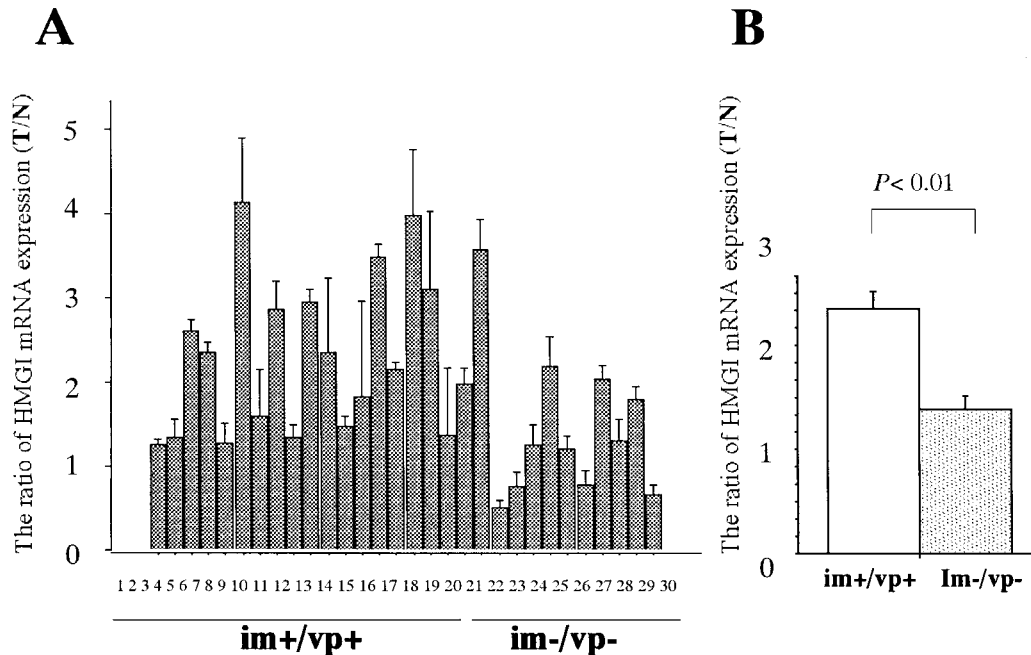 A
The ratio of HMGI mRNA expression (T/N)
5
4
3
2
1
0
1 2 3 4 5 6 7 8 9 10 11 12 13 14 15 16 17 18 19 20 21 22 23 24 25 26 27 28 29 30
im+/vp+
im-/vp-
B
The ratio of HMGI mRNA expression (T/N)
P< 0.01
3
2
1
0
im+/vp+
Im-/vp-